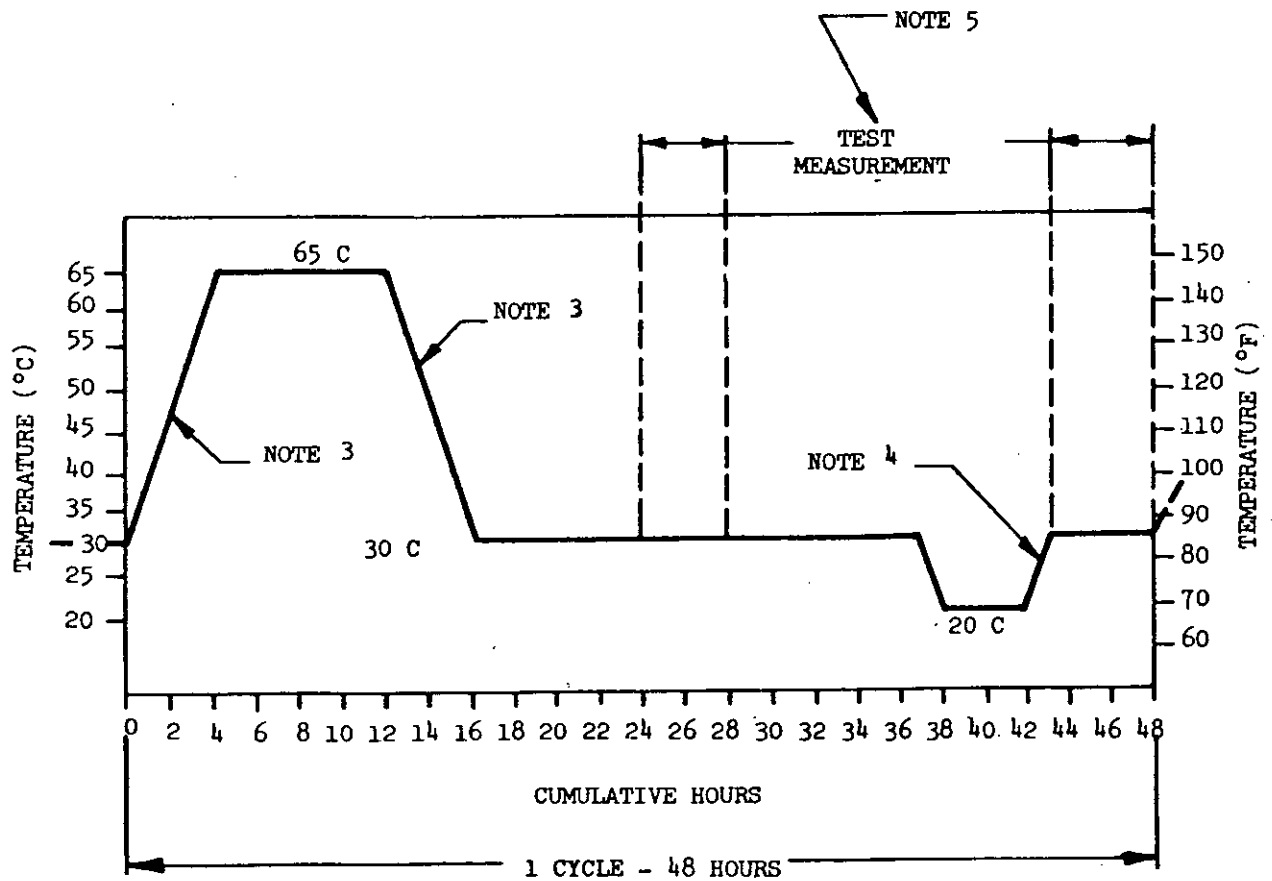 NOTE 5
TEST
MEASUREMENT
65 C
NOTE 3
NOTE 3
NOTE 4
30 C
20 C
TEMPERATURE (°C)
65
60
55
50
45
40
35
30
25
20
150
140
130
120
110
100
90
80
70
60
TEMPERATURE (°F)
0 2 4 6 8 10 12 14 16 18 20 22 24 26 28 30 32 34 36 38 40 42 44 46 48
CUMULATIVE HOURS
1 CYCLE - 48 HOURS